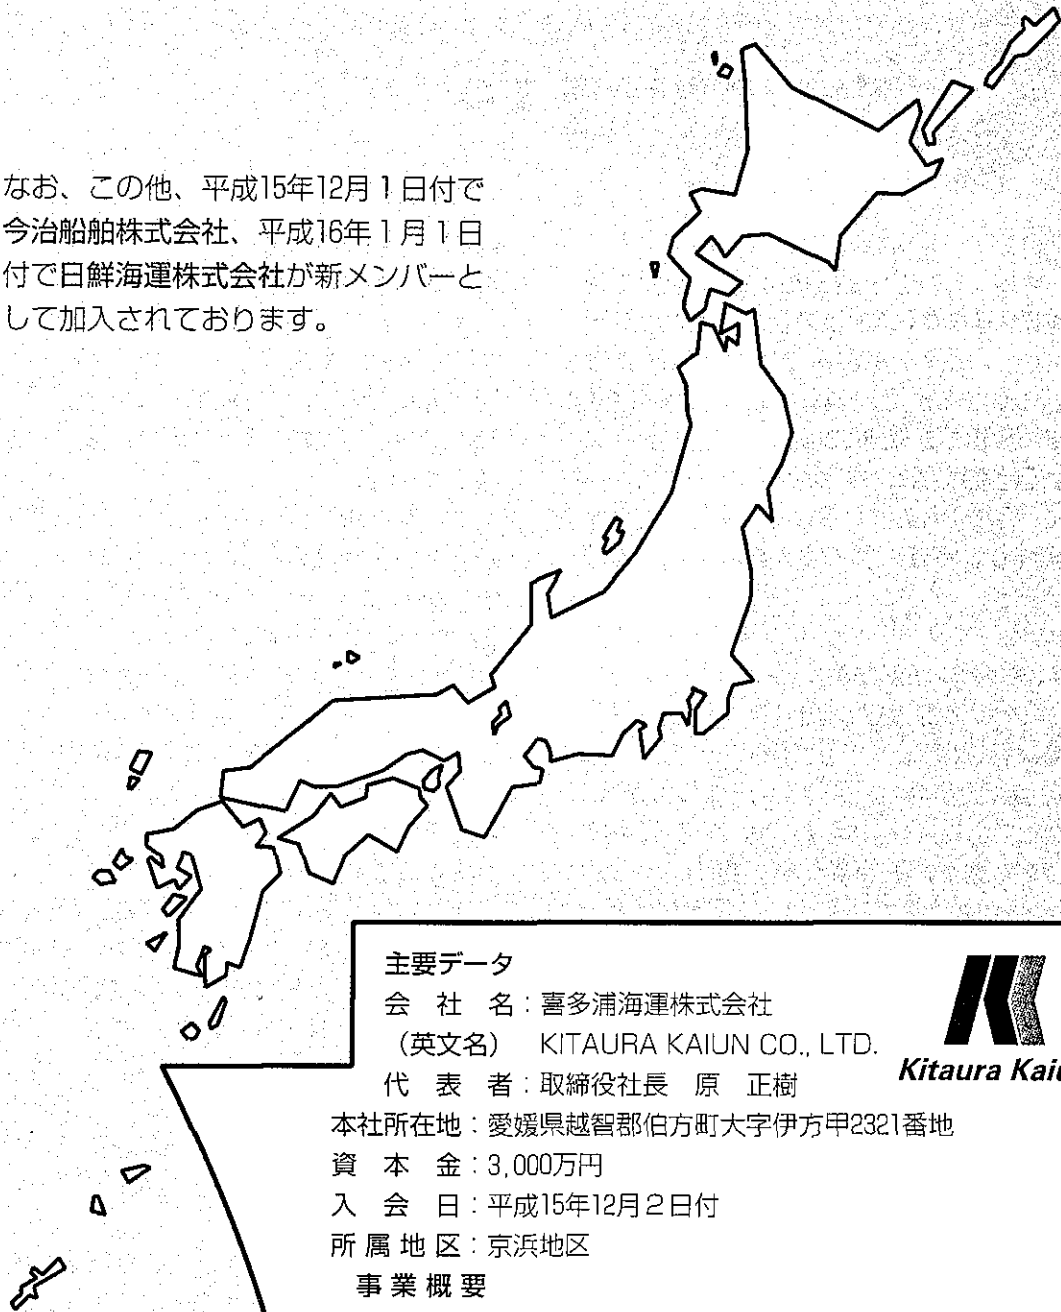 なお、この他、平成15年12月1日付で
今治船舶株式会社、平成16年1月1日
付で日鮮海運株式会社が新メンバーと
して加入されております。
主要データ
会 社 名：喜多浦海運株式会社
（英文名） KITAURA KAIUN CO., LTD.
代 表 者：取締役社長 原 正樹
Kitaura Kaiu
本社所在地：愛媛県越智郡伯方町大字伊方甲2321番地
資 本 金：3,000万円
入 会 日：平成15年12月2日付
所属地区：京浜地区
事業概要